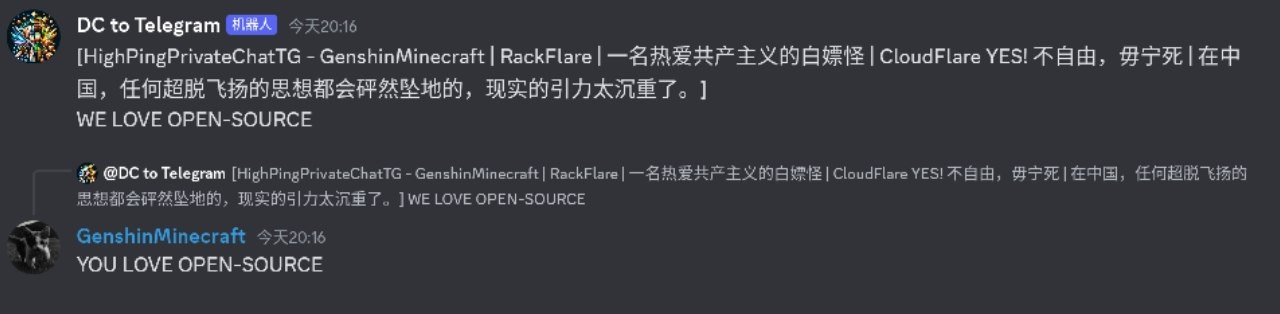 DC to Telegram 机器人 今天20:16
[HighPingPrivateChatTG - GenshinMinecraft | RackFlare | 一名热爱共产主义的白嫖怪 | CloudFlare YES! 不自由，毋宁死 | 在中
国，任何超脱飞扬的思想都会砰然坠地的，现实的引力太沉重了。]
WE LOVE OPEN-SOURCE
@DC to Telegram [HighPingPrivateChatTG - GenshinMinecraft | RackFlare | 一名热爱共产主义的白嫖怪 | CloudFlare YES! 不自由，毋宁死 | 在中国，任何超脱飞扬的
思想都会砰然坠地的，现实的引力太沉重了。] WE LOVE OPEN-SOURCE
GenshinMinecraft 今天20:16
YOU LOVE OPEN-SOURCE